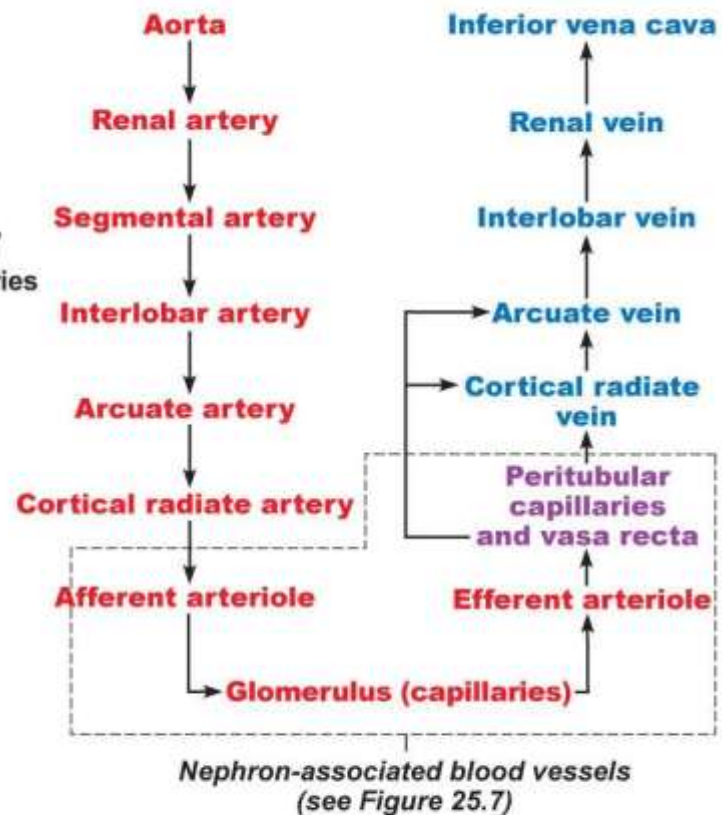 Aorta
Renal artery
Segmental artery
Interlobar artery
Arcuate artery
Cortical radiate artery
Afferent arteriole
Glomerulus (capillaries)
Efferent arteriole
Peritubular
capillaries
and vasa recta
Cortical radiate
vein
Arcuate vein
Interlobar vein
Renal vein
Inferior vena cava
Nephron-associated blood vessels
(see Figure 25.7)